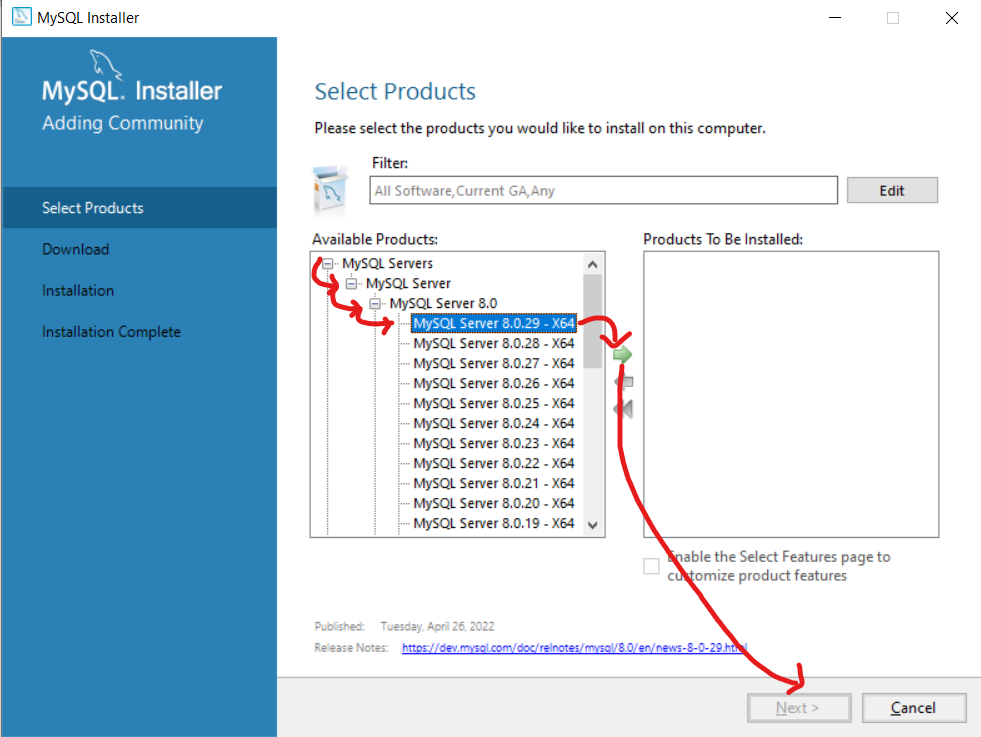 MySQL Installer
MySQL. Installer
Adding Community
Select Products
Download
Installation
Installation Complete
Select Products
Please select the products you would like to install on this computer.
Filter:
All Software,Current GA,Any
Edit
Available Products:
MySQL Servers
MySQL Server
MySQL Server 8.0
MySQL Server 8.0.29 - X64
MySQL Server 8.0.28 - X64
MySQL Server 8.0.27 - X64
MySQL Server 8.0.26 - X64
MySQL Server 8.0.25 - X64
MySQL Server 8.0.24 - X64
MySQL Server 8.0.23 - X64
MySQL Server 8.0.22 - X64
MySQL Server 8.0.21 - X64
MySQL Server 8.0.20 - X64
MySQL Server 8.0.19 - X64
Products To Be Installed:
Enable the Select Features page to
customize product features
Published: Tuesday, April 26, 2022
Release Notes: https://dev.mysql.com/doc/relnotes/mysql/8.0/en/news-8-0-29.html
Next >
Cancel